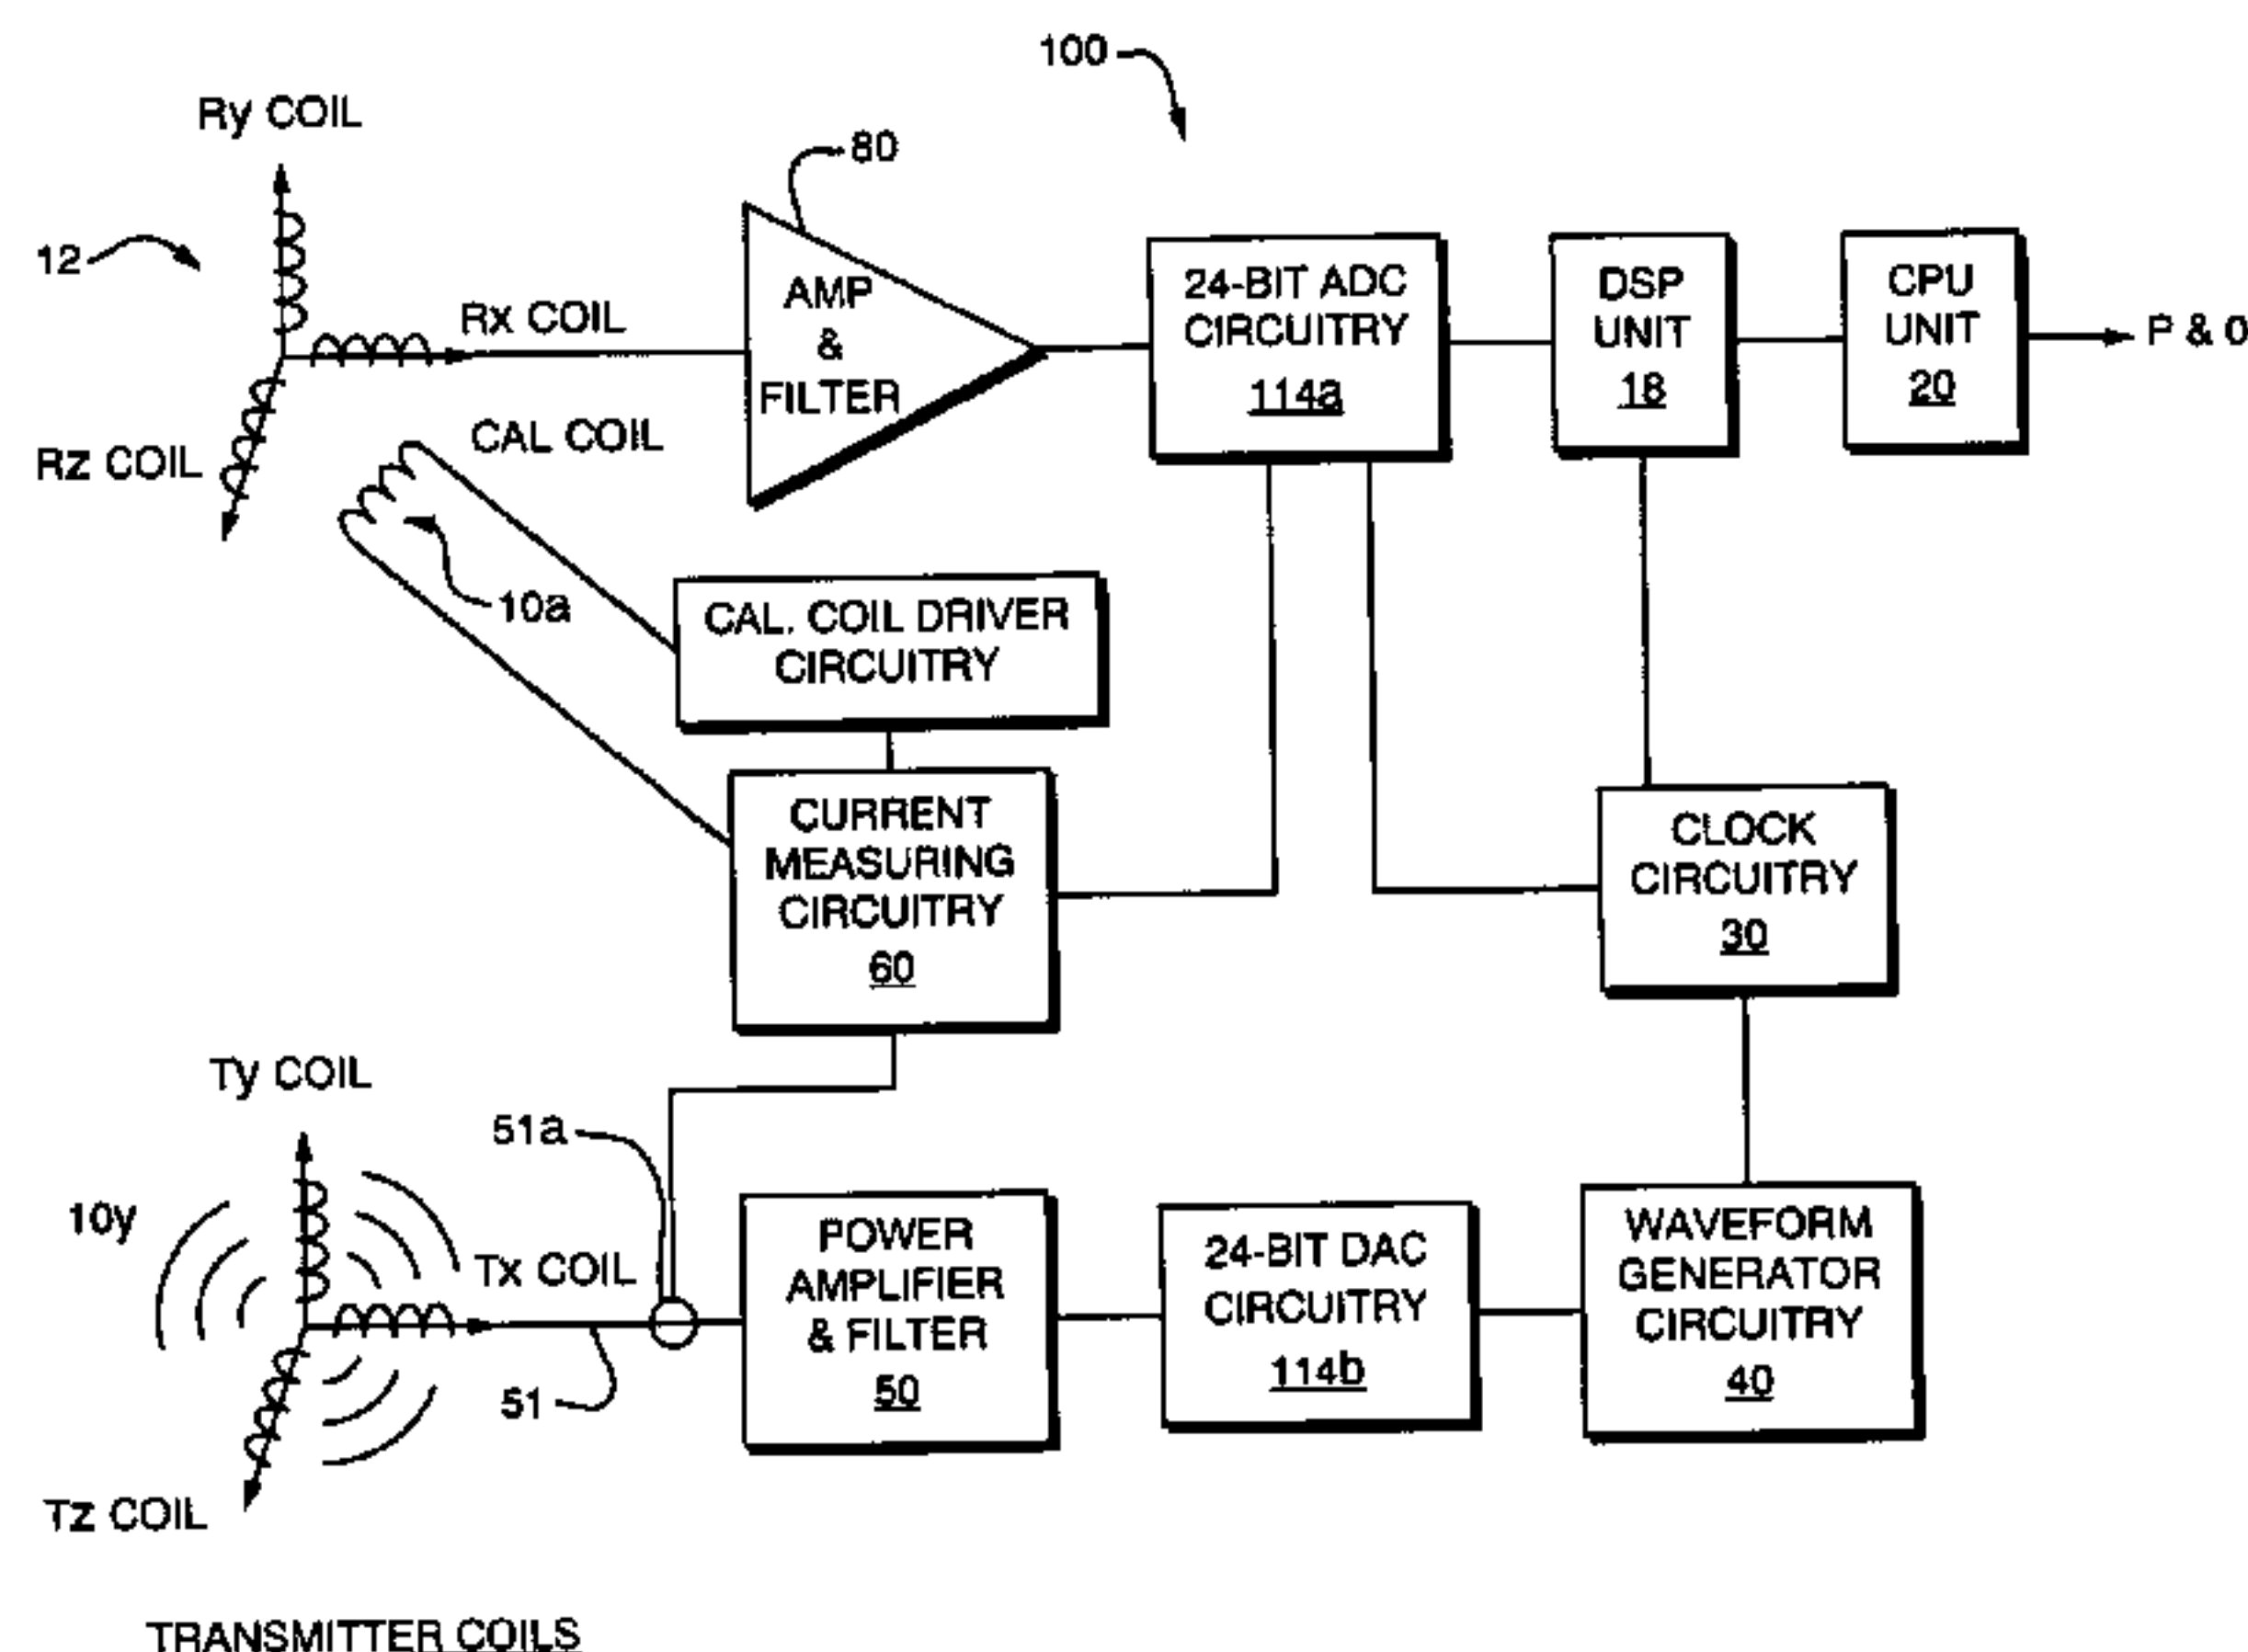 100
Ry COIL
80
12
Rx COIL
AMP
&
FILTER
24-BIT ADC
CIRCUITRY
114a
DSP
UNIT
18
CPU
UNIT
20
P & 0
CAL COIL
Rz COIL
10a
CAL. COIL DRIVER
CIRCUITRY
CURRENT
MEASURING
CIRCUITRY
60
CLOCK
CIRCUITRY
30
Ty COIL
51a
10y
Tx COIL
POWER
AMPLIFIER
& FILTER
50
24-BIT DAC
CIRCUITRY
114b
WAVEFORM
GENERATOR
CIRCUITRY
40
51
Tz COIL
TRANSMITTER COILS